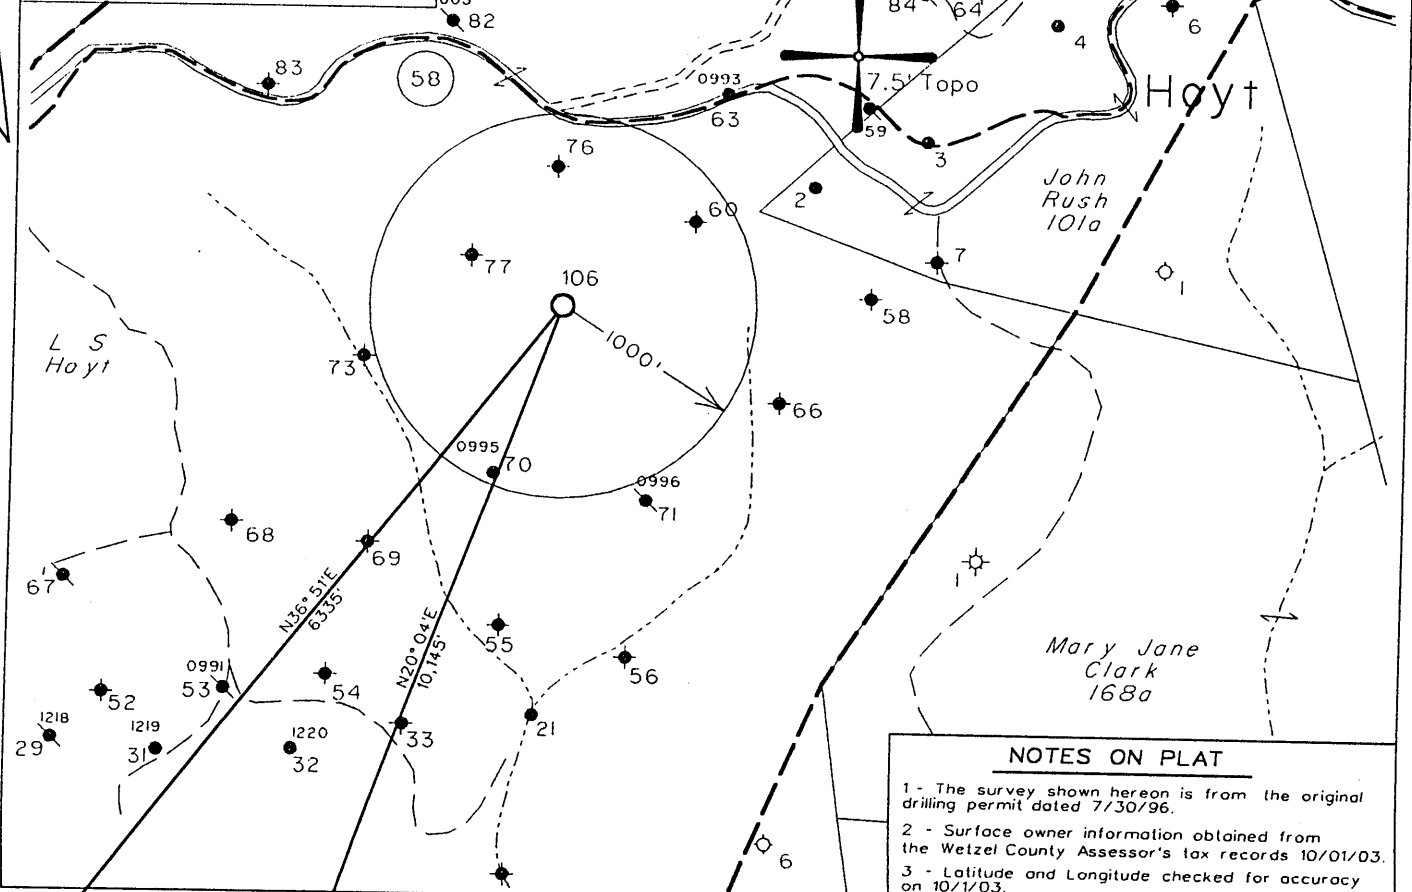 82
84
64
4
6
83
58
0993
63
7.5' Topo
59
Hoyt
3
76
2
John
Rush
101a
60
77
7
1
106
58
L S
Hoyt
1000'
73
66
0995
70
0996
71
68
69
67
N36°51'E
6335'
N20°04'E
10,145'
55
56
Mary Jane
Clark
168a
1
0991
53
52
54
1218
29
1219
31
1220
32
33
21
6
NOTES ON PLAT
1 - The survey shown hereon is from the original
drilling permit dated 7/30/96.
2 - Surface owner information obtained from
the Wetzel County Assessor's tax records 10/01/03.
3 - Latitude and Longitude checked for accuracy
on 10/1/03.